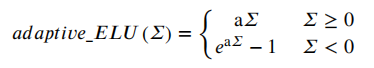 adaptive_ELU (Σ) = { aΣ Σ ≥ 0
e^{aΣ} − 1 Σ < 0